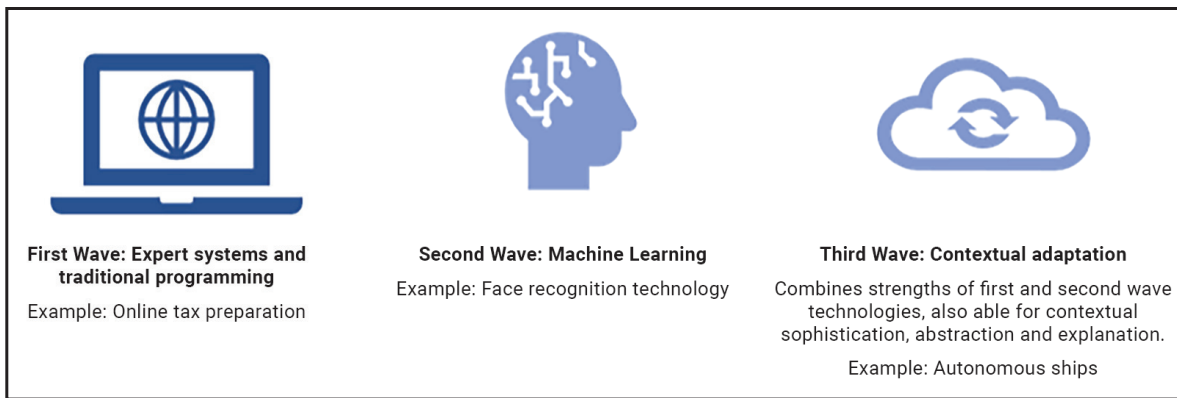 First Wave: Expert systems and
traditional programming
Example: Online tax preparation
Second Wave: Machine Learning
Example: Face recognition technology
Third Wave: Contextual adaptation
Combines strengths of first and second wave
technologies, also able for contextual
sophistication, abstraction and explanation.
Example: Autonomous ships